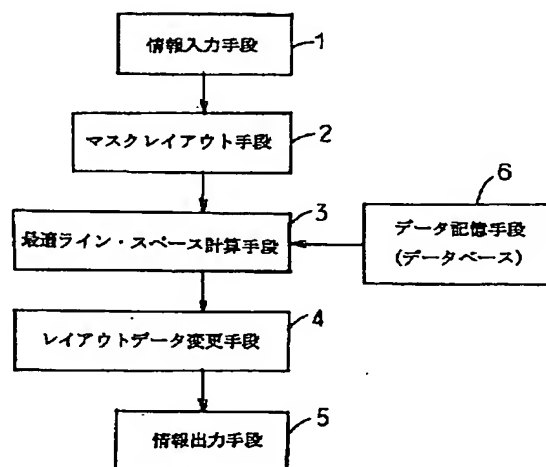 情報入力手段
1
マスクレイアウト手段
2
最適ライン・スペース計算手段
3
データ記憶手段
(データベース)
6
レイアウトデータ変更手段
4
情報出力手段
5